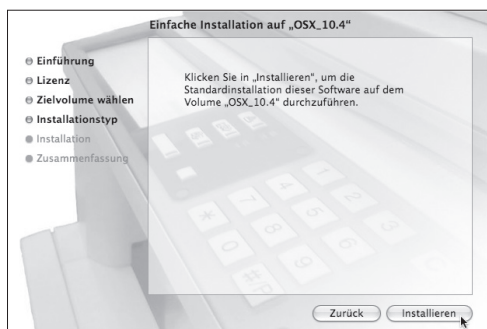 Einfache Installation auf „OSX_10.4“
Einführung
Lizenz
Zielvolume wählen
Installationstyp
Installation
Zusammenfassung
Klicken Sie in „Installieren“, um die
Standardinstallation dieser Software auf dem
Volume „OSX_10.4“ durchzuführen.
Zurück
Installieren